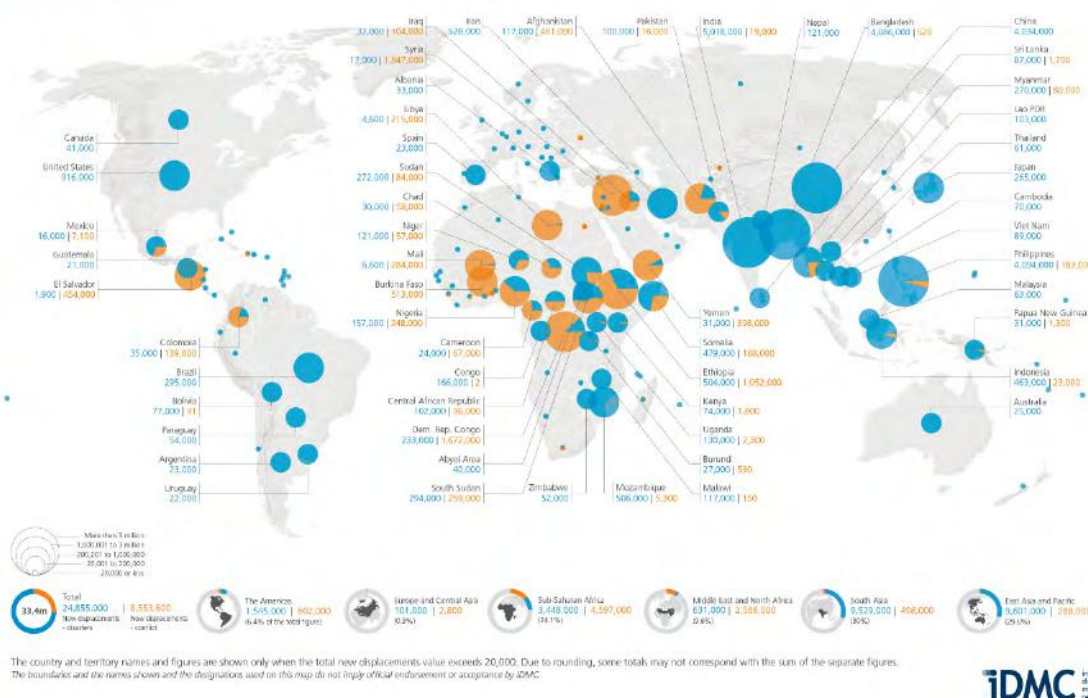 Iraq
37,000 | 104,000
Iran
520,000
Afghanistan
117,000 | 461,000
Pakistan
100,000 | 16,000
India
5,018,000 | 19,000
Nepal
121,000
Bangladesh
4,086,000 | 520
China
4,034,000
Syria
17,000 | 1,847,000
Sri Lanka
87,000 | 1,700
Albania
33,000
Myanmar
270,000 | 80,000
Libya
4,600 | 215,000
Lao PDR
103,000
Canada
41,000
Spain
23,000
Thailand
61,000
United States
916,000
Sudan
272,000 | 84,000
Japan
265,000
Chad
30,000 | 58,000
Cambodia
70,000
Mexico
16,000 | 7,100
Niger
121,000 | 57,000
Viet Nam
89,000
Guatemala
21,000
Mali
6,600 | 284,000
Philippines
4,094,000 | 183,00
El Salvador
1,900 | 454,000
Burkina Faso
513,000
Malaysia
63,000
Nigeria
157,000 | 248,000
Yemen
31,000 | 398,000
Papua New Guinea
31,000 | 1,300
Colombia
35,000 | 139,000
Cameroon
24,000 | 67,000
Somalia
479,000 | 188,000
Brazil
295,000
Congo
166,000 | 2
Ethiopia
504,000 | 1,052,000
Indonesia
463,000 | 23,000
Bolivia
77,000 | 31
Central African Republic
102,000 | 96,000
Kenya
74,000 | 1,800
Australia
25,000
Paraguay
54,000
Dem. Rep. Congo
233,000 | 1,672,000
Uganda
130,000 | 2,300
Argentina
23,000
Abyei Area
40,000
Burundi
27,000 | 530
Uruguay
22,000
South Sudan
294,000 | 259,000
Zimbabwe
52,000
Mozambique
506,000 | 5,300
Malawi
117,000 | 150
More than 3 million
1,000,001 to 3 million
200,001 to 1,000,000
20,001 to 200,000
20,000 or less
33.4m
Total
24,855,000 | 8,553,800
New displacements - disasters
New displacements - conflict
The Americas
1,545,000 | 602,000
(6.4% of the total figure)
Europe and Central Asia
101,000 | 2,800
(0.3%)
Sub-Saharan Africa
3,448,000 | 4,597,000
(24.1%)
Middle East and North Africa
631,000 | 2,566,000
(9.6%)
South Asia
9,529,000 | 498,000
(30%)
East Asia and Pacific
9,601,000 | 288,00
(29.6%)
The country and territory names and figures are shown only when the total new displacements value exceeds 20,000. Due to rounding, some totals may not correspond with the sum of the separate figures.
The boundaries and the names shown and the designations used on this map do not imply official endorsement or acceptance by IDMC.
iDMC